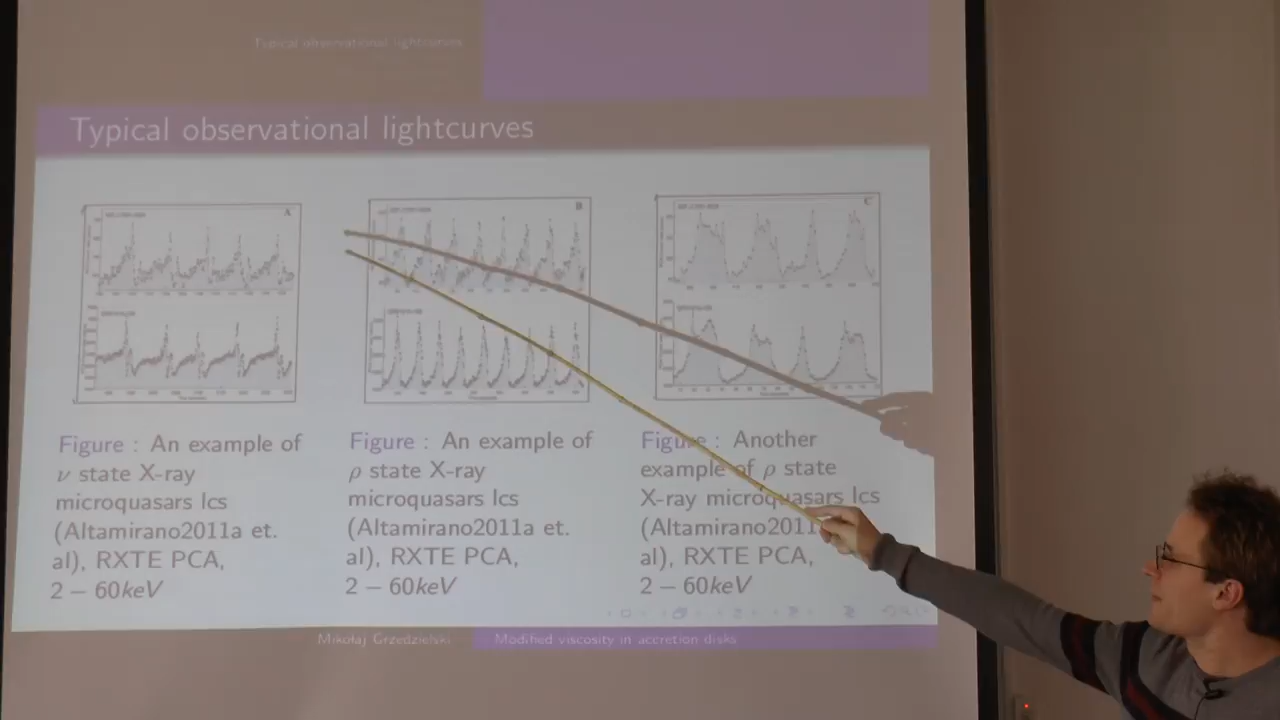 Typical observational lightcurves
Typical observational lightcurves
A
B
C
Figure : An example of
ν state X-ray
microquasars lcs
(Altamirano2011a et.
al), RXTE PCA,
2 − 60keV
Figure : An example of
ρ state X-ray
microquasars lcs
(Altamirano2011a et.
al), RXTE PCA,
2 − 60keV
Figure : Another
example of ρ state
X-ray microquasars lcs
(Altamirano2011
al), RXTE PCA,
2 − 60keV
Mikołaj Grzedzielski
Modified viscosity in accretion disks